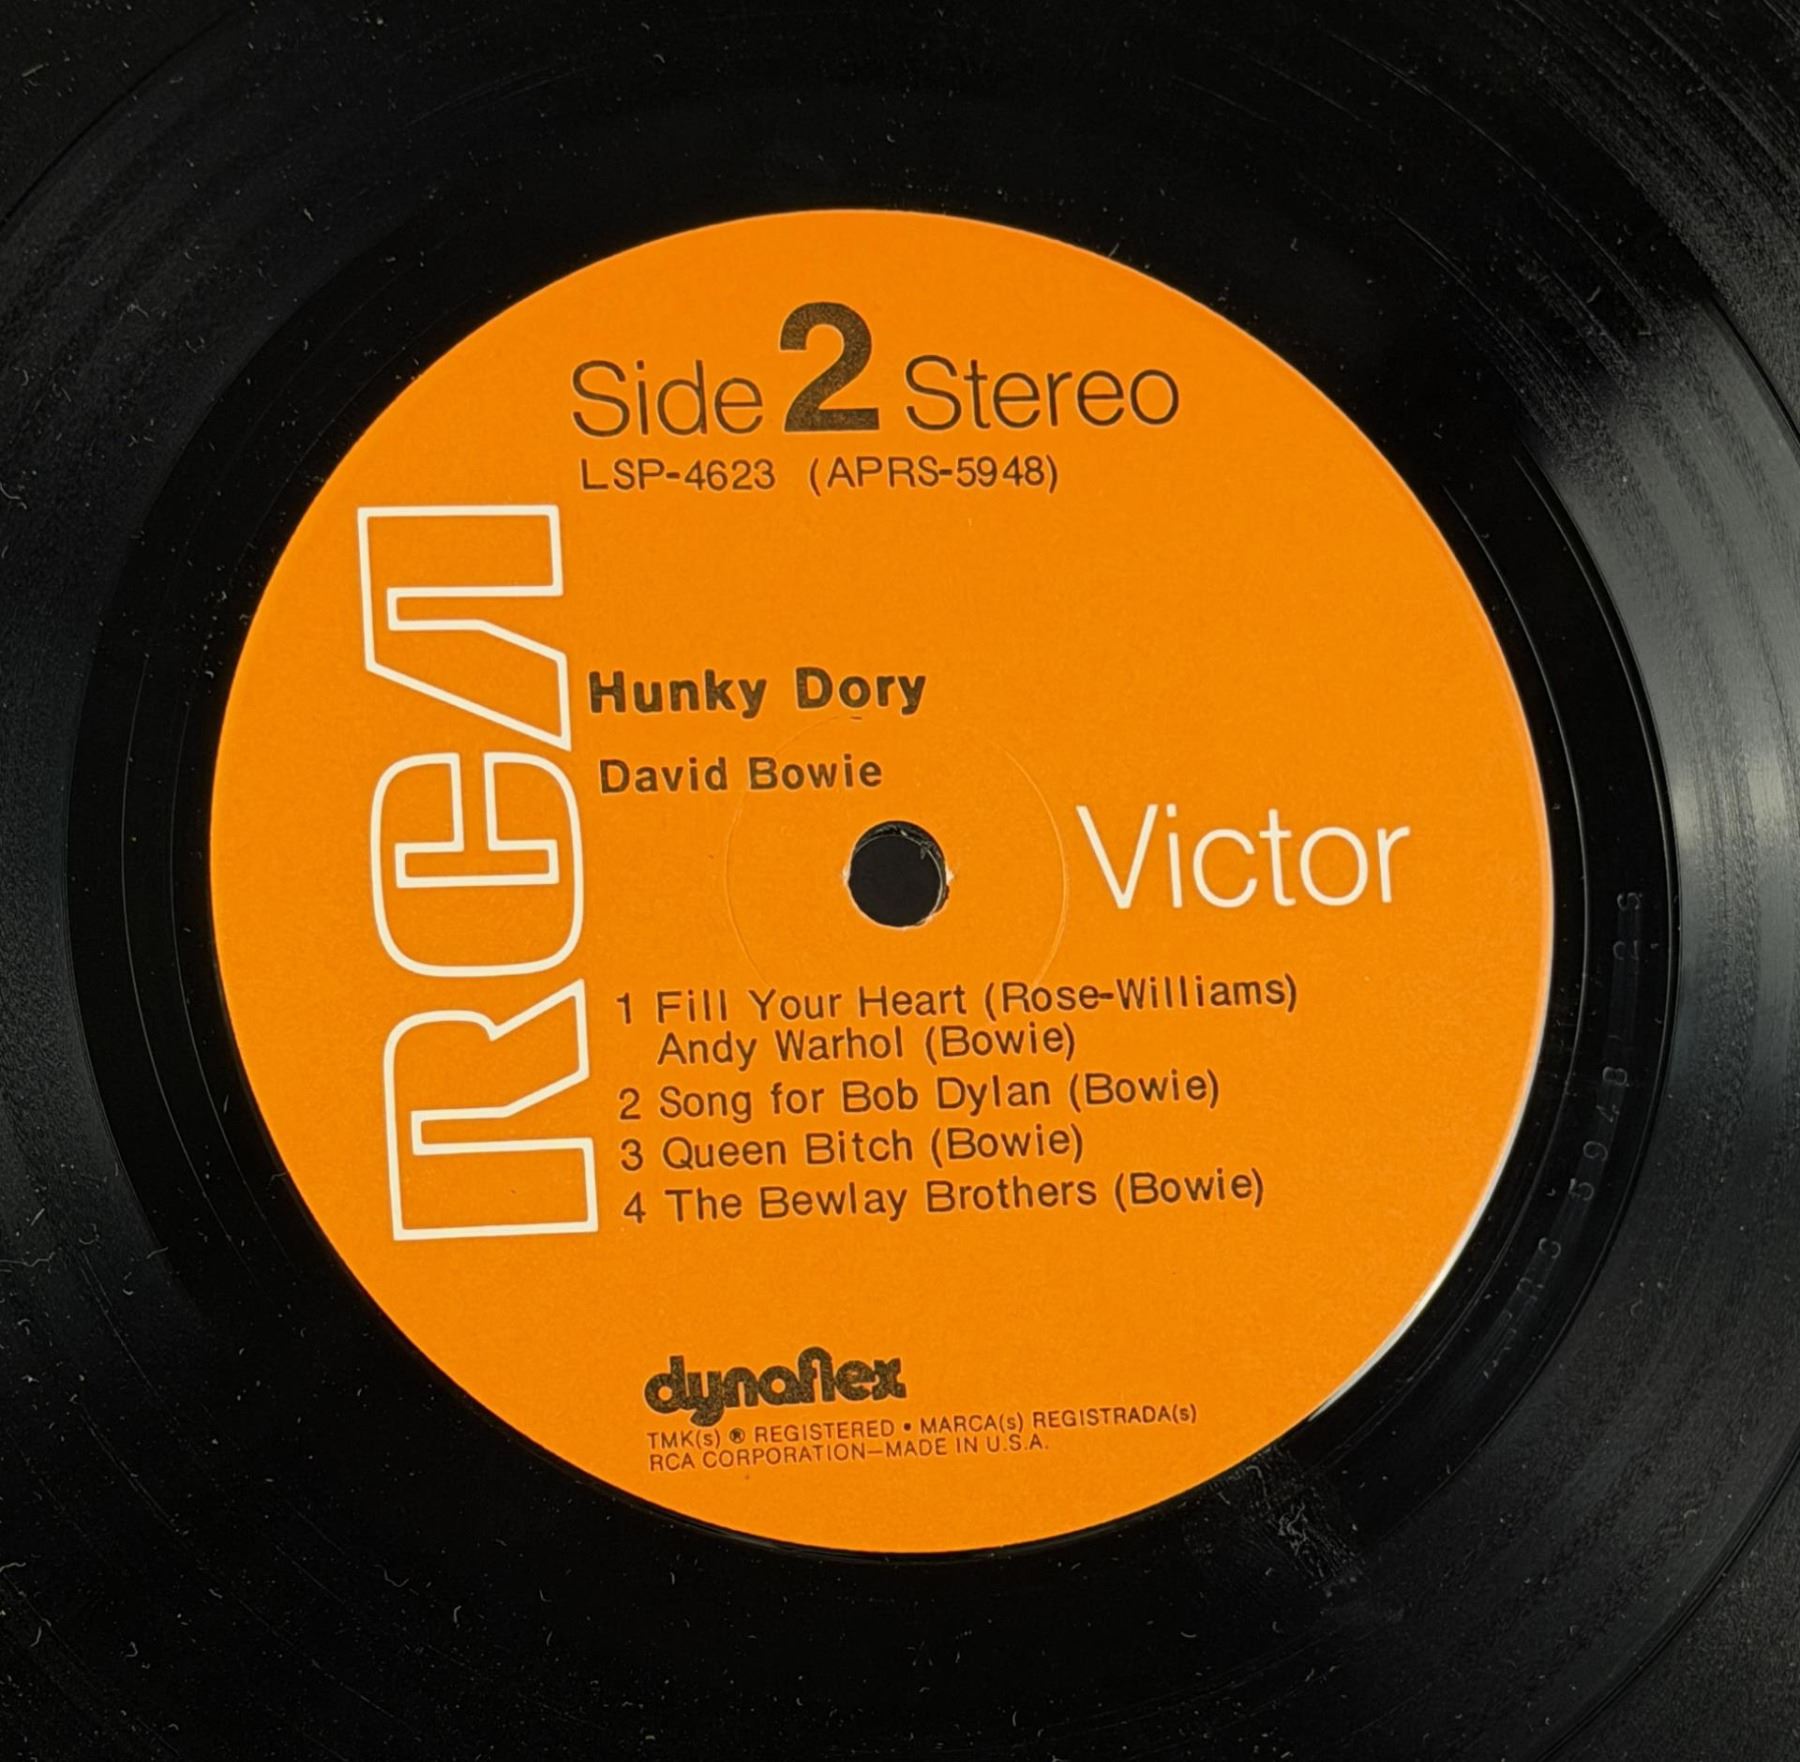 Side 2 Stereo
LSP-4623 (APRS-5948)
RCA
Hunky Dory
David Bowie
Victor
1 Fill Your Heart (Rose-Williams)
Andy Warhol (Bowie)
2 Song for Bob Dylan (Bowie)
3 Queen Bitch (Bowie)
4 The Bewlay Brothers (Bowie)
dynaflex
TMK(s) ® REGISTERED • MARCA(s) REGISTRADA(s)
RCA CORPORATION—MADE IN U.S.A.